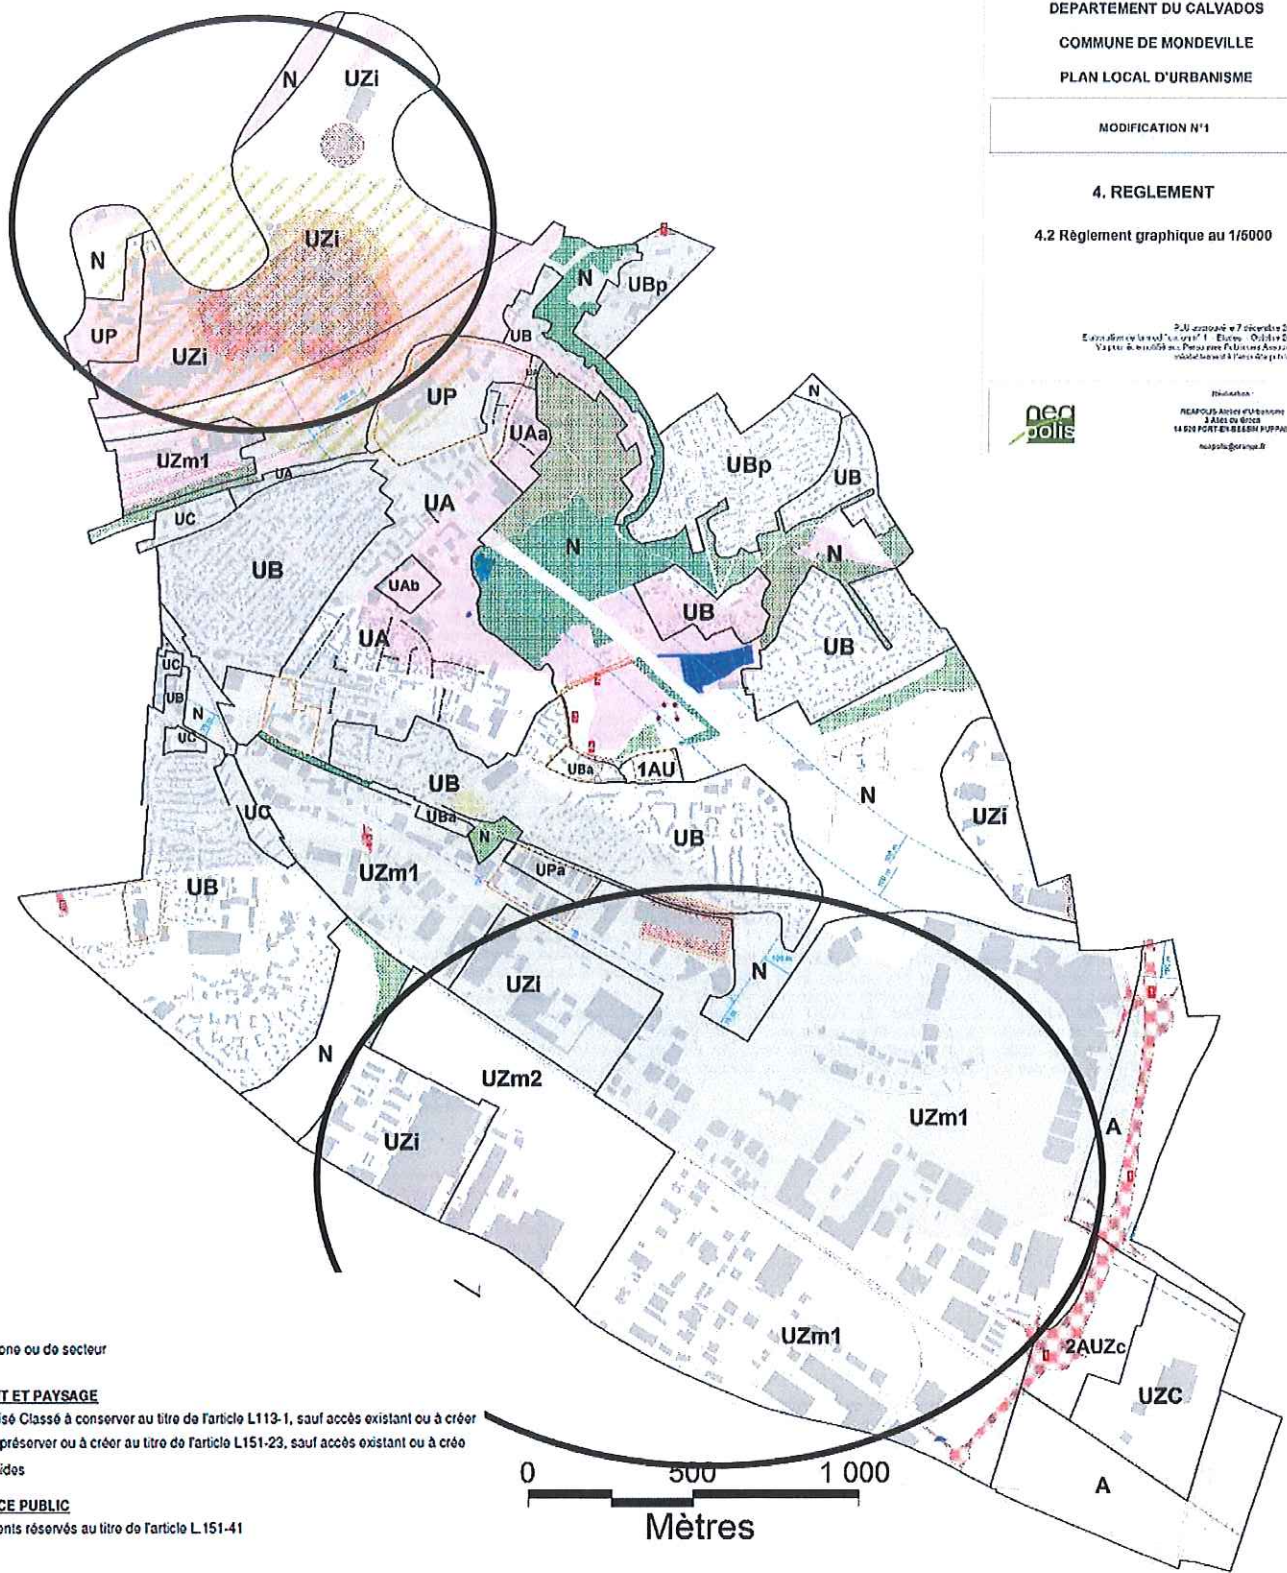 DEPARTEMENT DU CALVADOS
COMMUNE DE MONDEVILLE
PLAN LOCAL D'URBANISME
MODIFICATION N°1
4. REGLEMENT
4.2 Règlement graphique au 1/5000
neapolis
N
UZi
UZi
N
UP
UZi
N
UBp
UB
UP
UA
UAa
N
UZm1
UA
UBp
UB
UC
UA
N
N
UB
UAb
UB
UA
UB
UC
UB
N
UC
UBa
1AU
UB
N
UZi
UC
UBa
N
UB
UZm1
UPa
UB
N
UZi
N
UZm2
UZm1
UZi
A
UZm1
2AUZc
UZC
A
one ou de secteur
T ET PAYSAGE
isé Classé à conserver au titre de l'article L113-1, sauf accès existant ou à créer
préserver ou à créer au titre de l'article L151-23, sauf accès existant ou à crée
ides
CE PUBLIC
ents réservés au titre de l'article L.151-41
0 500 1 000
Mètres